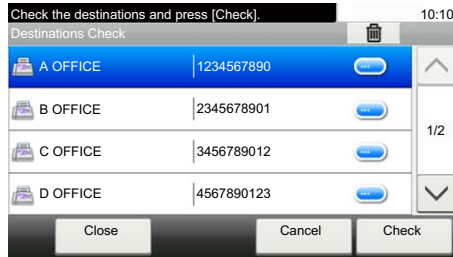 Check the destinations and press [Check]. 10:10
Destinations Check
A OFFICE 1234567890
B OFFICE 2345678901
1/2
C OFFICE 3456789012
D OFFICE 4567890123
Close Cancel Check